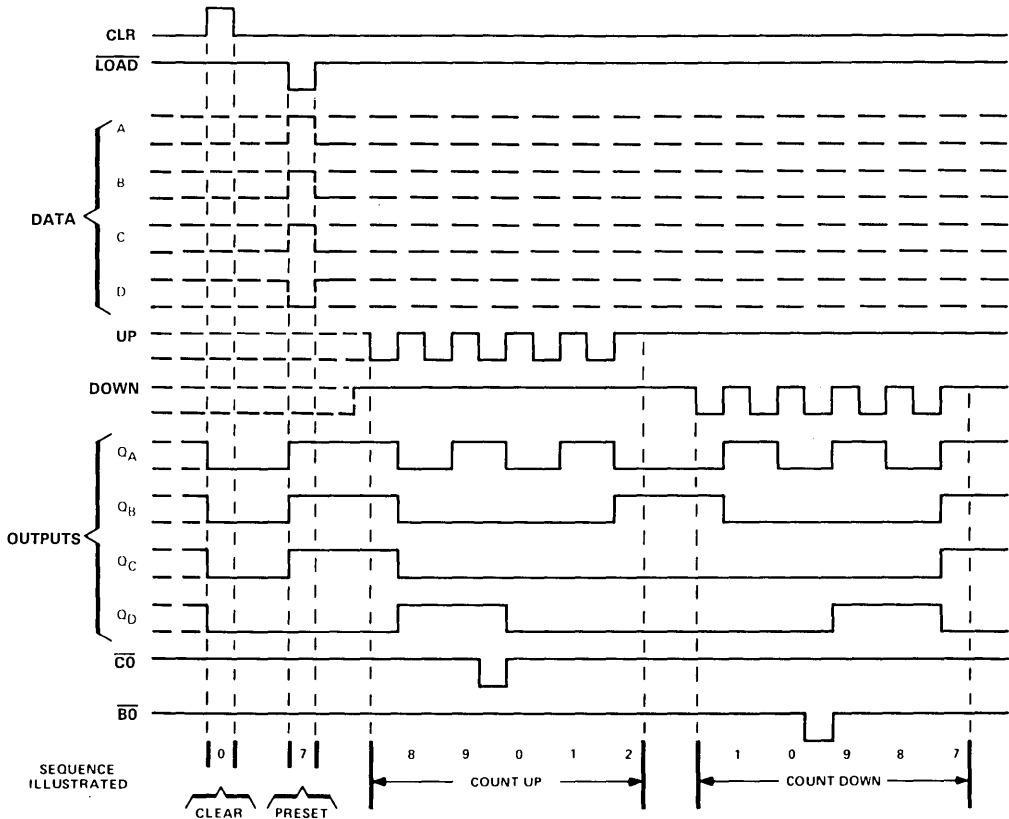 CLR
LOAD
DATA
A
B
C
D
UP
DOWN
OUTPUTS
QA
QB
QC
QD
CO
BO
SEQUENCE ILLUSTRATED
0 7 8 9 0 1 2 1 0 9 8 7
COUNT UP COUNT DOWN
CLEAR PRESET